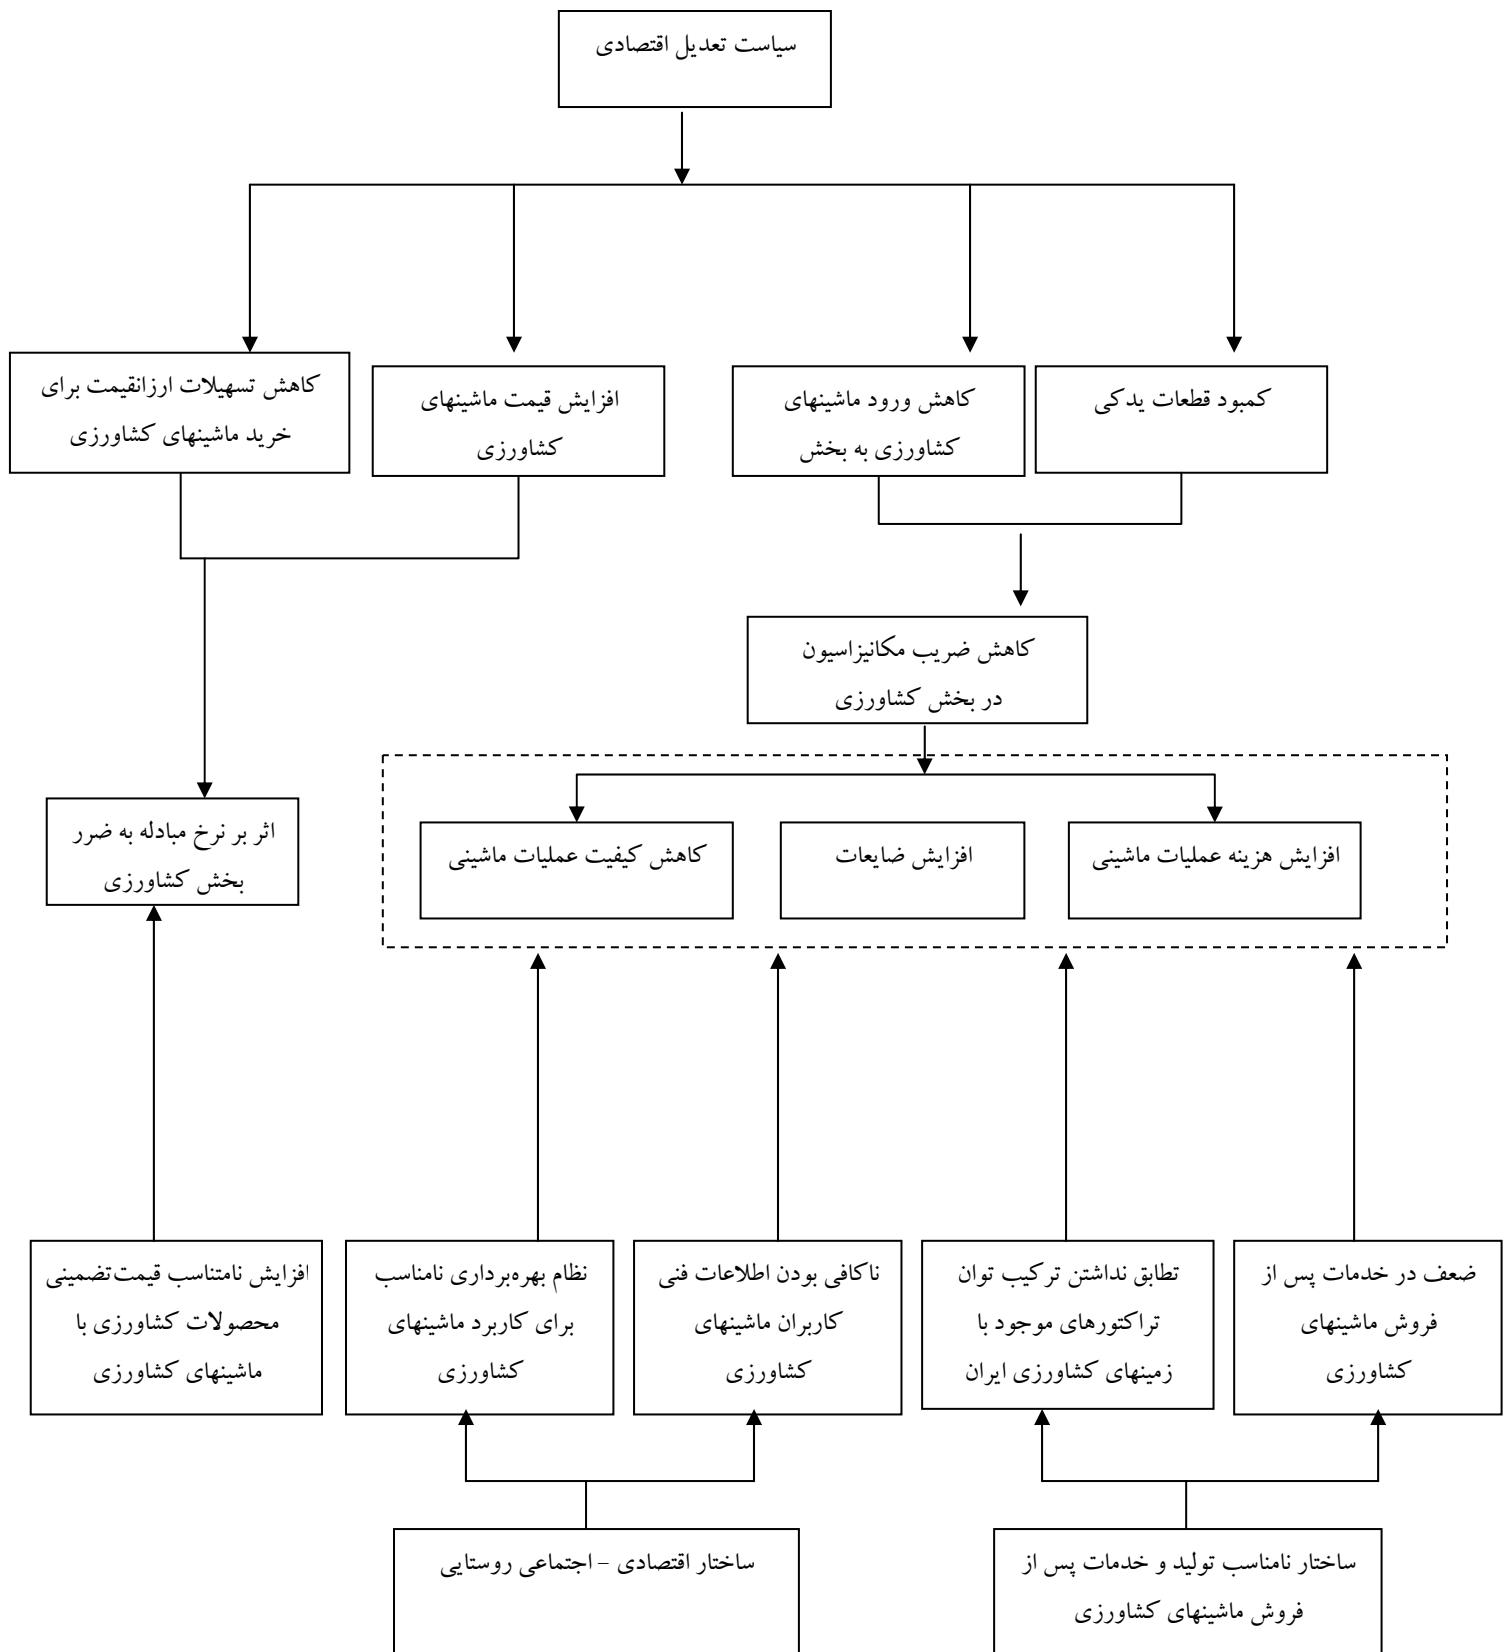 سیاست تعدیل اقتصادی
کمبود قطعات یدکی
کاهش ورود ماشینهای
کشاورزی به بخش
افزایش قیمت ماشینهای
کشاورزی
کاهش تسهیلات ارزانقیمت برای
خرید ماشینهای کشاورزی
کاهش ضریب مکانیزاسیون
در بخش کشاورزی
افزایش هزینه عملیات ماشینی
افزایش ضایعات
کاهش کیفیت عملیات ماشینی
اثر بر نرخ مبادله به ضرر
بخش کشاورزی
ضعف در خدمات پس از
فروش ماشینهای
کشاورزی
تطابق نداشتن ترکیب توان
تراکتورهای موجود با
زمینهای کشاورزی ایران
ناکافی بودن اطلاعات فنی
کاربران ماشینهای
کشاورزی
نظام بهره‌برداری نامناسب
برای کاربرد ماشینهای
کشاورزی
افزایش نامتناسب قیمت تضمینی
محصولات کشاورزی با
ماشینهای کشاورزی
ساختار نامناسب تولید و خدمات پس از
فروش ماشینهای کشاورزی
ساختار اقتصادی – اجتماعی روستایی